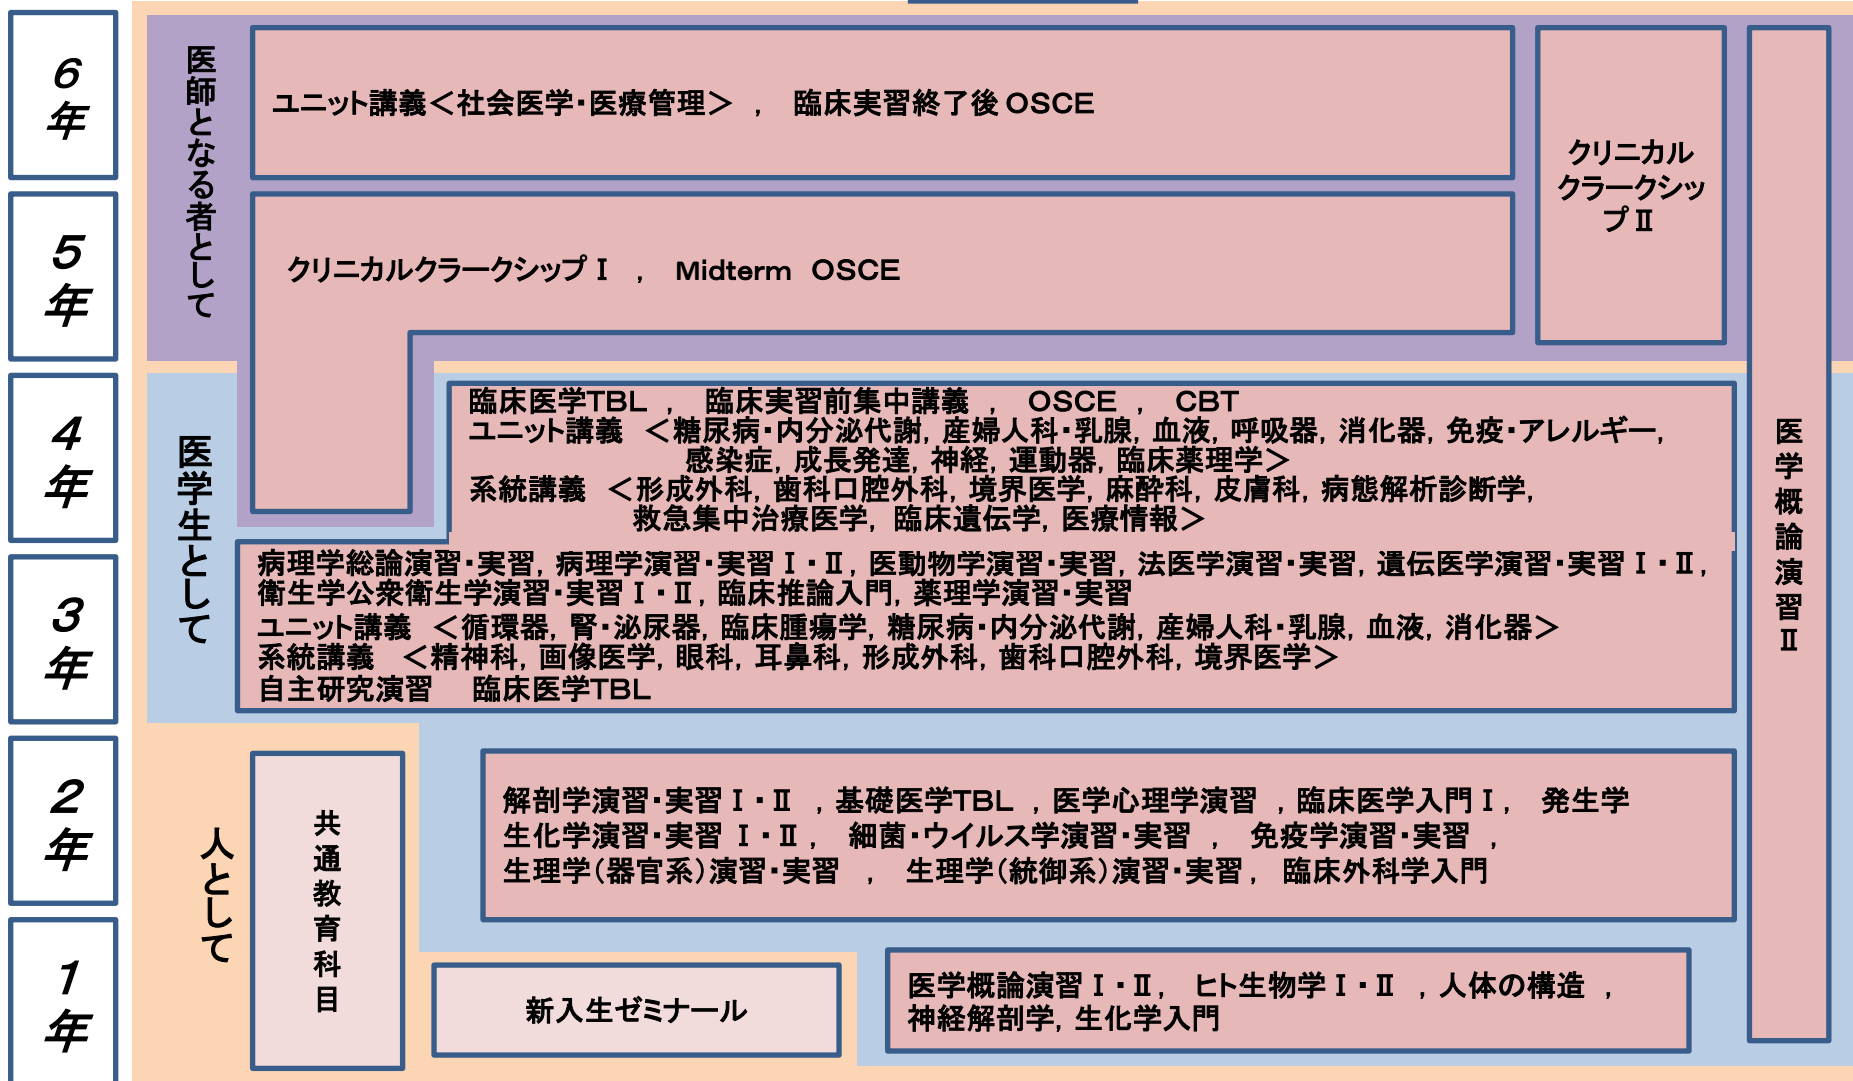 6
年
医師となる者として
ユニット講義＜社会医学・医療管理＞ ， 臨床実習終了後 OSCE
クリニカル
クラークシッ
プⅡ
5
年
クリニカルクラークシップⅠ ， Midterm OSCE
4
年
医学生として
臨床医学TBL ， 臨床実習前集中講義 ， OSCE ， CBT
ユニット講義 ＜糖尿病・内分泌代謝，産婦人科・乳腺，血液，呼吸器，消化器，免疫・アレルギー，
感染症，成長発達，神経，運動器，臨床薬理学＞
系統講義 ＜形成外科，歯科口腔外科，境界医学，麻酔科，皮膚科，病態解析診断学，
救急集中治療医学，臨床遺伝学，医療情報＞
医学概論演習Ⅱ
3
年
病理学総論演習・実習，病理学演習・実習Ⅰ・Ⅱ，医動物学演習・実習，法医学演習・実習，遺伝医学演習・実習Ⅰ・Ⅱ，
衛生学公衆衛生学演習・実習Ⅰ・Ⅱ，臨床推論入門，薬理学演習・実習
ユニット講義 ＜循環器，腎・泌尿器，臨床腫瘍学，糖尿病・内分泌代謝，産婦人科・乳腺，血液，消化器＞
系統講義 ＜精神科，画像医学，眼科，耳鼻科，形成外科，歯科口腔外科，境界医学＞
自主研究演習 臨床医学TBL
2
年
人として
共通教育科目
解剖学演習・実習Ⅰ・Ⅱ ，基礎医学TBL ，医学心理学演習 ，臨床医学入門Ⅰ， 発生学
生化学演習・実習 Ⅰ・Ⅱ， 細菌・ウイルス学演習・実習 ， 免疫学演習・実習 ，
生理学（器官系）演習・実習 ， 生理学（統御系）演習・実習， 臨床外科学入門
1
年
新入生ゼミナール
医学概論演習Ⅰ・Ⅱ， ヒト生物学Ⅰ・Ⅱ ，人体の構造 ，
神経解剖学，生化学入門